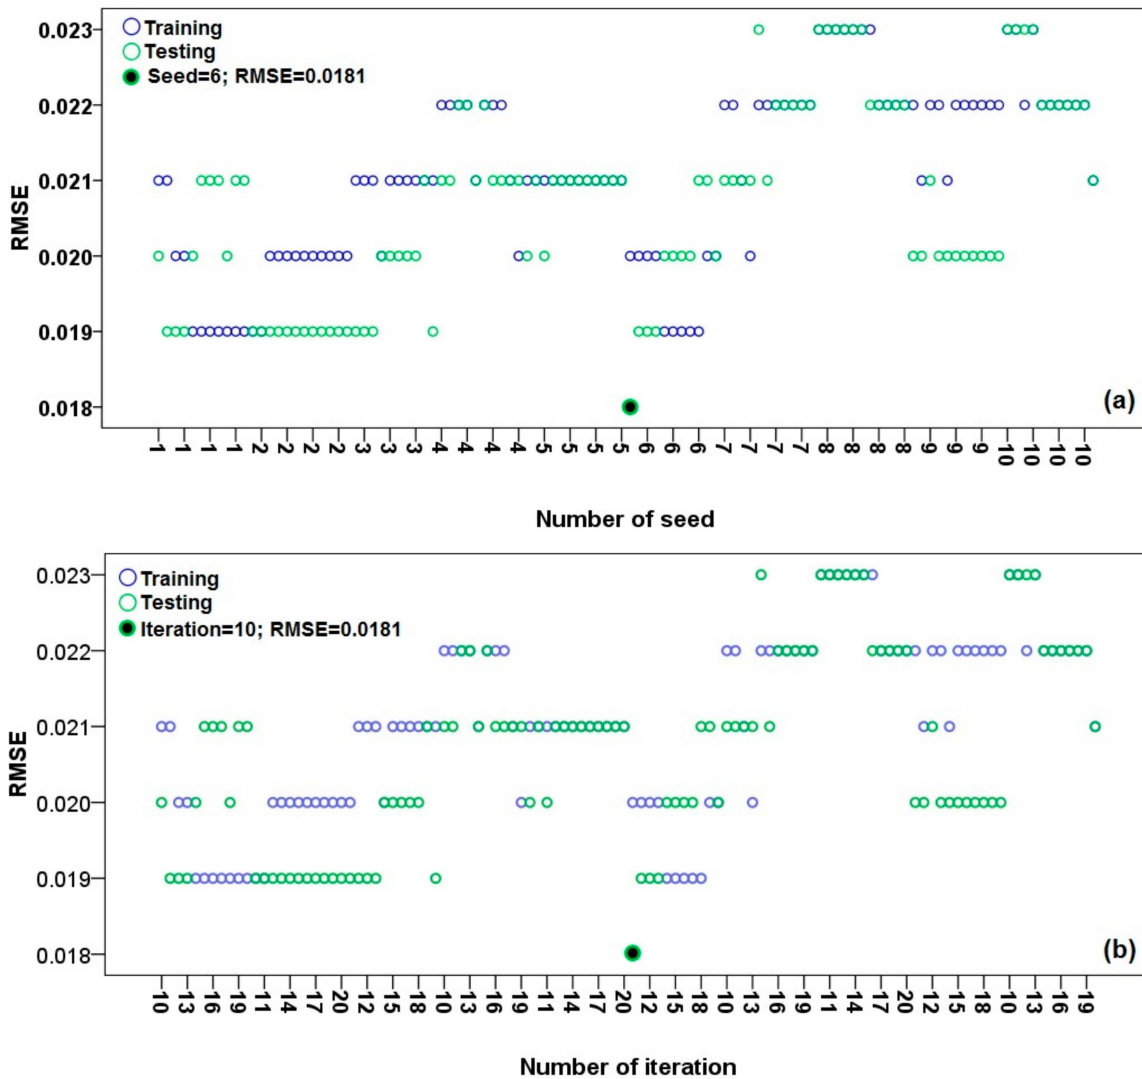 Training
Testing
Seed=6; RMSE=0.0181
0.023
0.022
0.021
0.020
0.019
0.018
RMSE
(a)
1 1 1 1 2 2 2 2 3 3 3 4 4 4 4 5 5 5 5 6 6 6 7 7 7 7 8 8 8 8 9 9 9 10 10 10 10
Number of seed
Training
Testing
Iteration=10; RMSE=0.0181
0.023
0.022
0.021
0.020
0.019
0.018
RMSE
(b)
10 13 16 19 11 14 17 20 12 15 18 10 13 16 19 11 14 17 20 12 15 18 10 13 16 19 11 14 17 20 12 15 18 10 13 16 19
Number of iteration